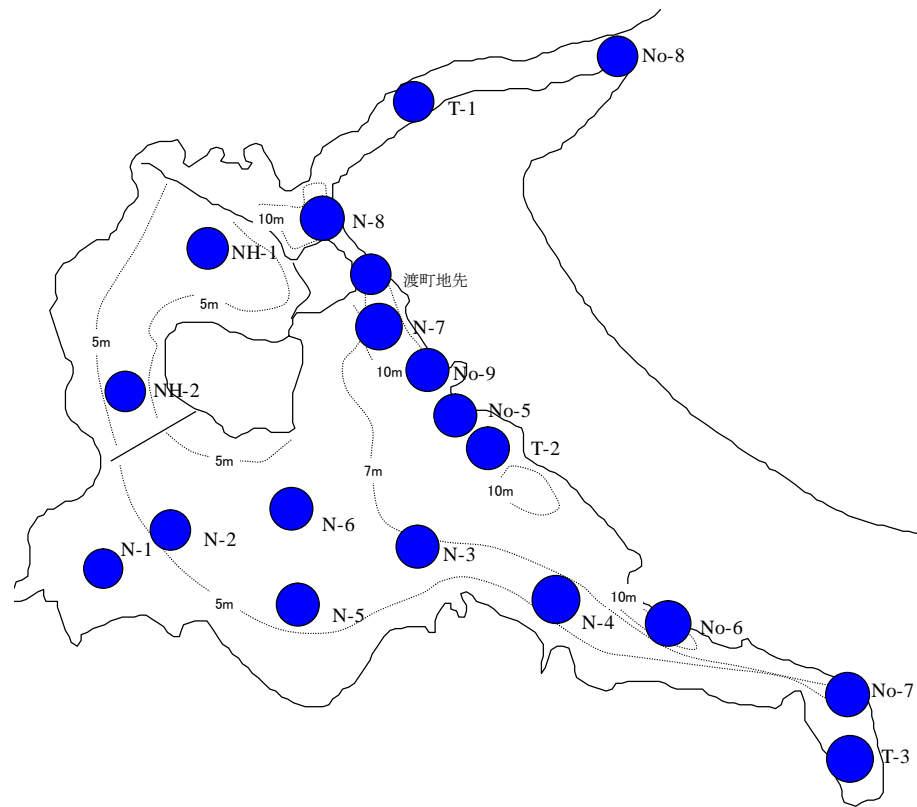 No-8
T-1
10m
N-8
NH-1
渡町地先
5m
N-7
5m
10m
No-9
NH-2
No-5
T-2
5m
7m
10m
N-6
N-2
N-3
N-1
5m
N-5
10m
N-4
No-6
No-7
T-3